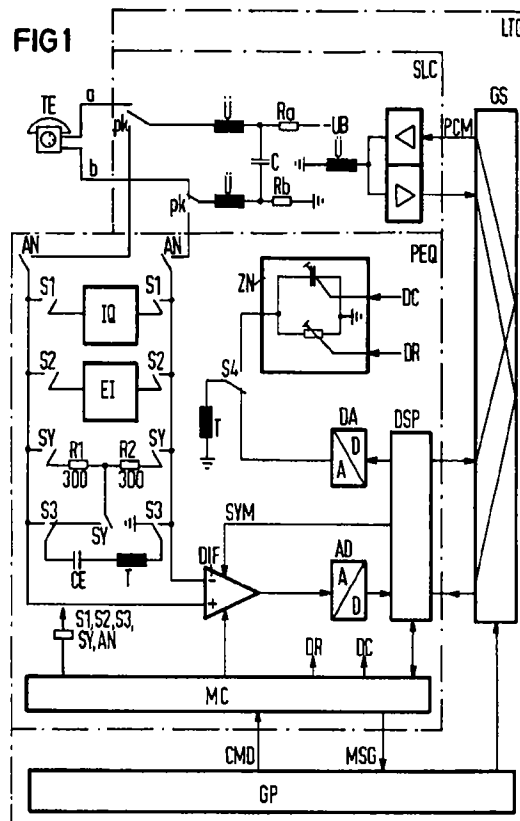 FIG1
LTG
SLC
TE
a
pk
Ü
Ra
-UB
Ü
C
GS
PCM
b
pk
Ü
Rb
AN
AN
PEQ
S1
IQ
S1
ZN
DC
DR
S2
EI
S2
S4
T
DA
D
A
DSP
SY
R1
300
R2
300
SY
S3
SY
S3
CE
T
SYM
DIF
-
+
AD
A
D
S1,S2,S3,
SY,AN
DR
DC
MC
CMD
MSG
GP